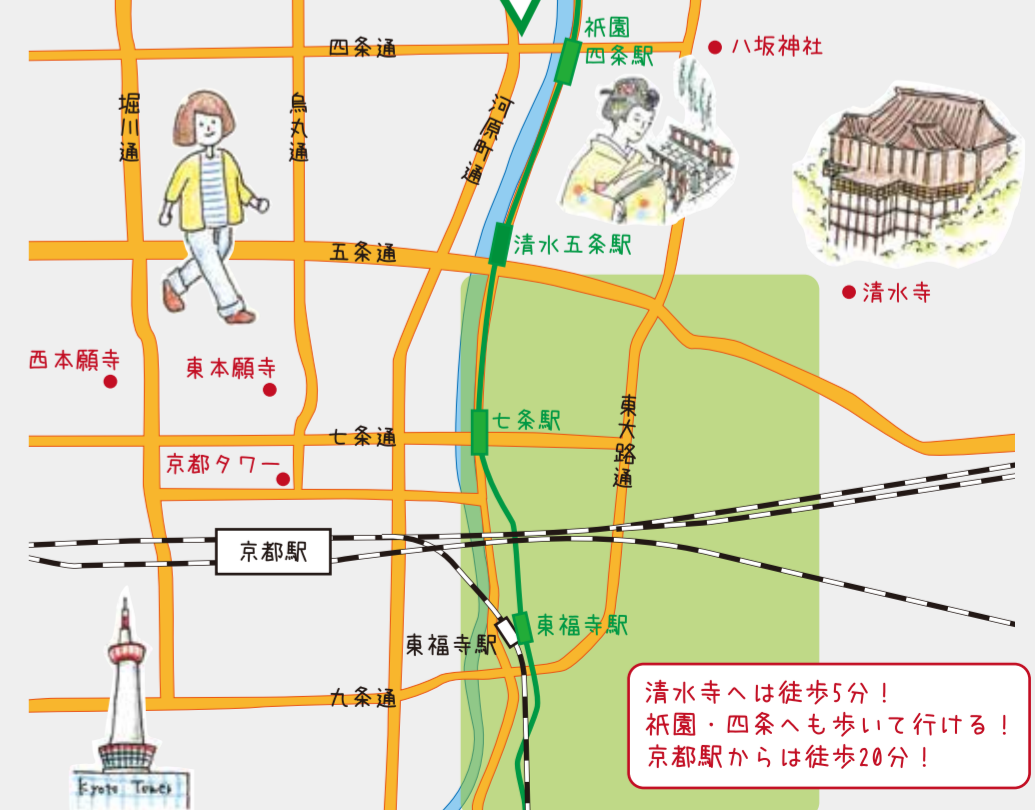 祇園
四条駅
四条通
八坂神社
堀川通
烏丸通
河原町通
清水五条駅
五条通
清水寺
西本願寺
東本願寺
七条駅
東大路通
七条通
京都タワー
京都駅
東福寺駅
東福寺駅
九条通
清水寺へは徒歩5分！
祇園・四条へも歩いて行ける！
京都駅からは徒歩20分！
Kyoto Tower